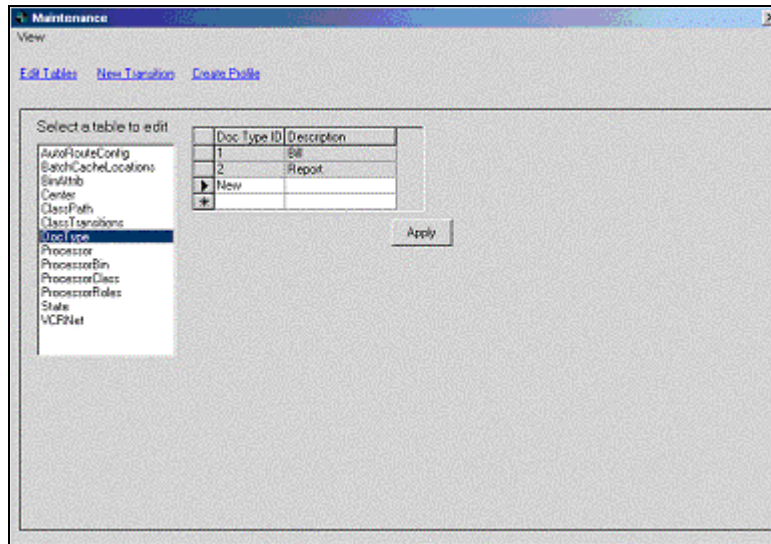 Maintenance
View
Edit Tables New Transition Create Profile
Select a table to edit
AutoRouteConfig
BatchCacheLocations
BinAttrib
Center
ClassPath
ClassTransitions
DocType
Processor
ProcessorBin
ProcessorClass
ProcessorRoles
State
VCRNet
Doc Type ID Description
1 Bill
2 Report
New
Apply